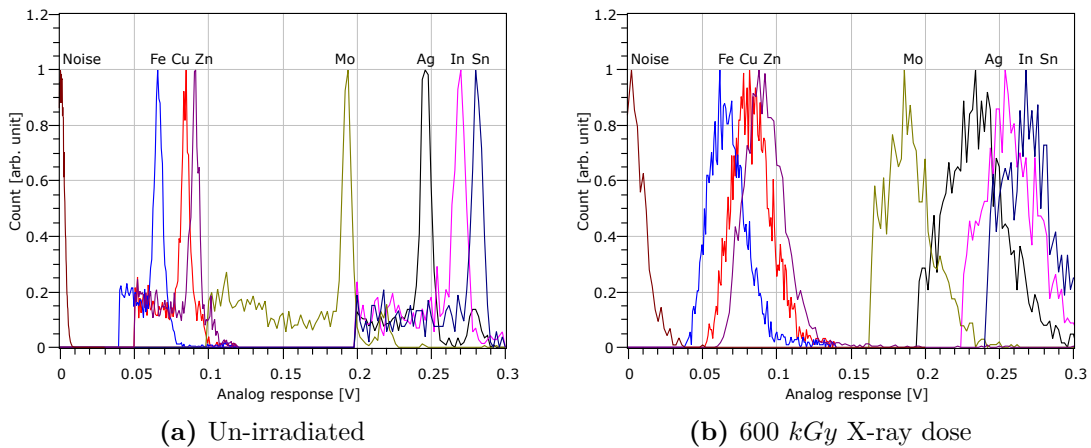 1.2
1
0.8
0.6
0.4
0.2
0
Count [arb. unit]
Noise
Fe Cu Zn
Mo
Ag
In Sn
0 0.05 0.1 0.15 0.2 0.25 0.3
Analog response [V]
(a) Un-irradiated
1.2
1
0.8
0.6
0.4
0.2
0
Count [arb. unit]
Noise
Fe Cu Zn
Mo
Ag In Sn
0 0.05 0.1 0.15 0.2 0.25 0.3
Analog response [V]
(b) 600 kGy X-ray dose